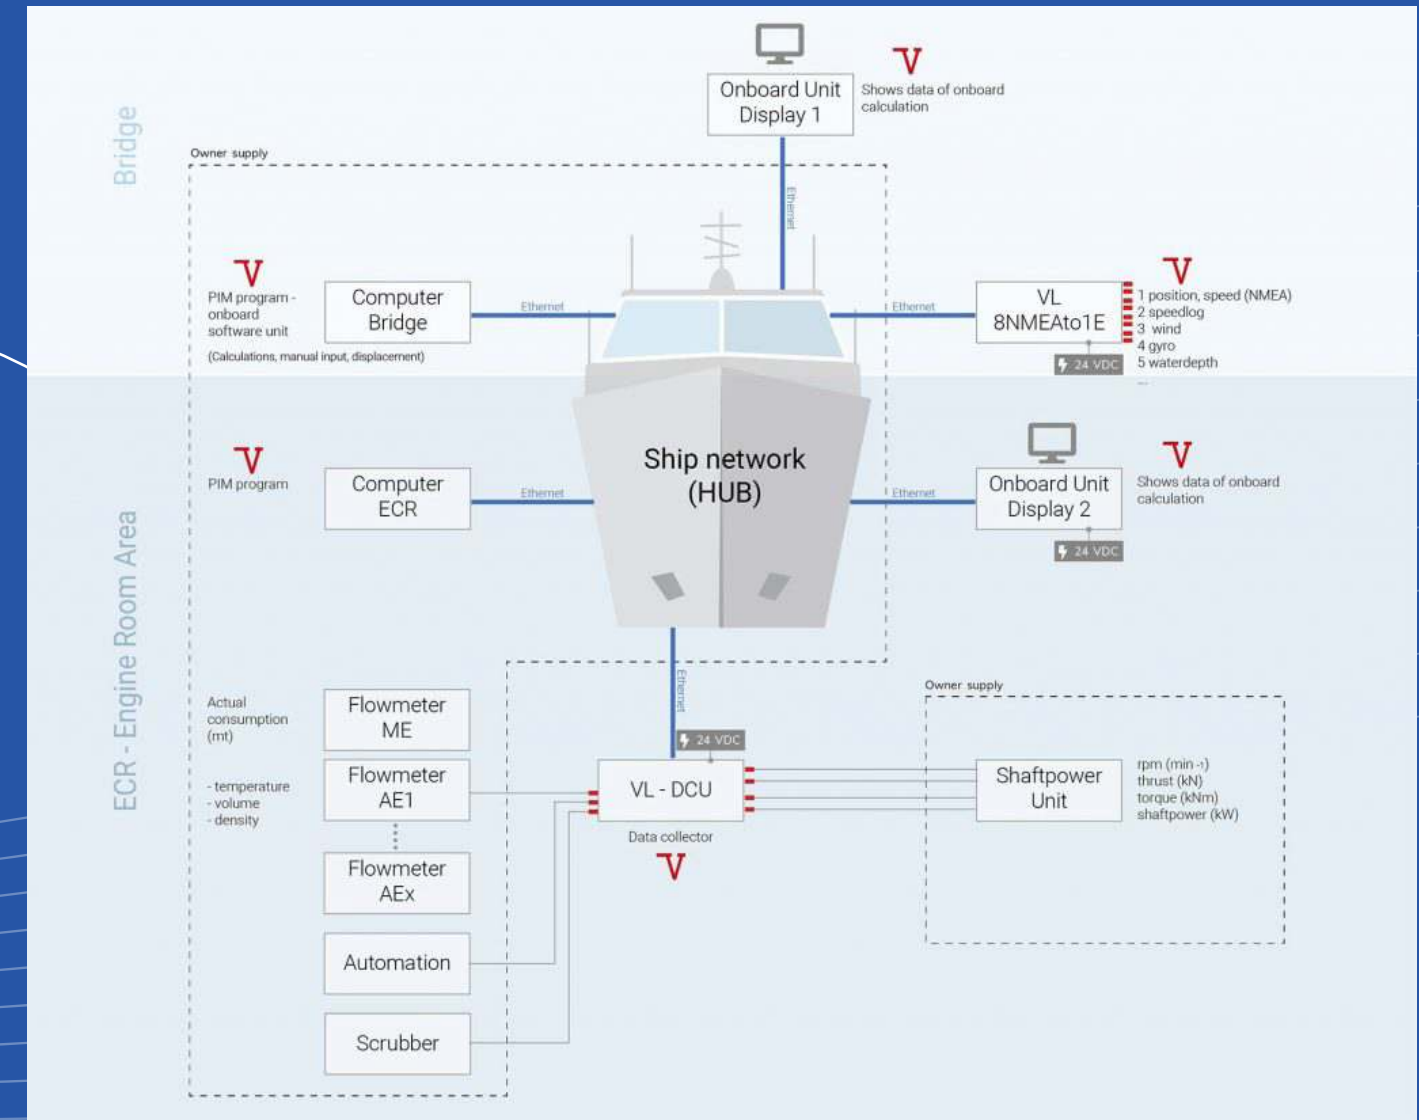 Bridge
Onboard Unit
Display 1
Shows data of onboard
calculation
Owner supply
Ethernet
PIM program -
onboard
software unit
(Calculations, manual input, displacement)
Computer
Bridge
Ethernet
Ethernet
VL
8NMEAto1E
24 VDC
1 position, speed (NMEA)
2 speedlog
3 wind
4 gyro
5 waterdepth
...
ECR - Engine Room Area
PIM program
Computer
ECR
Ethernet
Ship network
(HUB)
Ethernet
Onboard Unit
Display 2
24 VDC
Shows data of onboard
calculation
Ethernet
Actual
consumption
(mt)
- temperature
- volume
- density
Flowmeter
ME
Flowmeter
AE1
Flowmeter
AEx
Automation
Scrubber
24 VDC
VL - DCU
Data collector
Owner supply
Shaftpower
Unit
rpm (min -1)
thrust (kN)
torque (kNm)
shaftpower (kW)